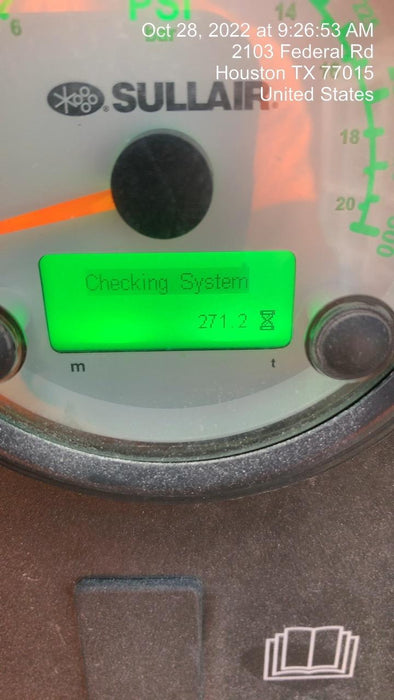 Oct 28, 2022 at 9:26:53 AM
2103 Federal Rd
Houston TX 77015
United States
6
PSI
14
SULLAIR
18
20
Checking System
271.2
m
t